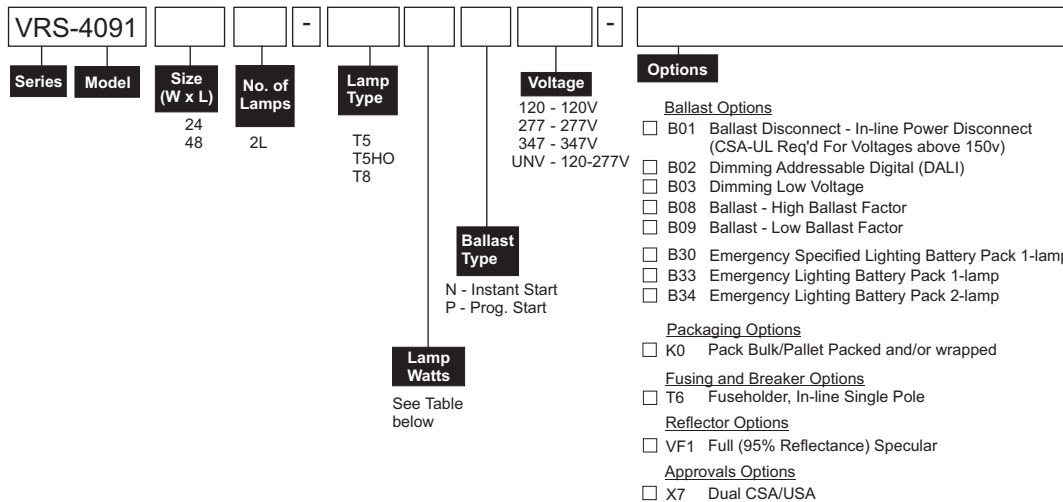 VRS-4091 - -
Series Model Size (W x L) No. of Lamps Lamp Type Voltage Options
24
48
2L
T5
T5HO
T8
120 - 120V
277 - 277V
347 - 347V
UNV - 120-277V
Ballast Type
N - Instant Start
P - Prog. Start
Lamp Watts
See Table
below
Ballast Options
B01 Ballast Disconnect - In-line Power Disconnect
(CSA-UL Req'd For Voltages above 150v)
B02 Dimming Addressable Digital (DALI)
B03 Dimming Low Voltage
B08 Ballast - High Ballast Factor
B09 Ballast - Low Ballast Factor
B30 Emergency Specified Lighting Battery Pack 1-lamp
B33 Emergency Lighting Battery Pack 1-lamp
B34 Emergency Lighting Battery Pack 2-lamp
Packaging Options
K0 Pack Bulk/Pallet Packed and/or wrapped
Fusing and Breaker Options
T6 Fuseholder, In-line Single Pole
Reflector Options
VF1 Full (95% Reflectance) Specular
Approvals Options
X7 Dual CSA/USA